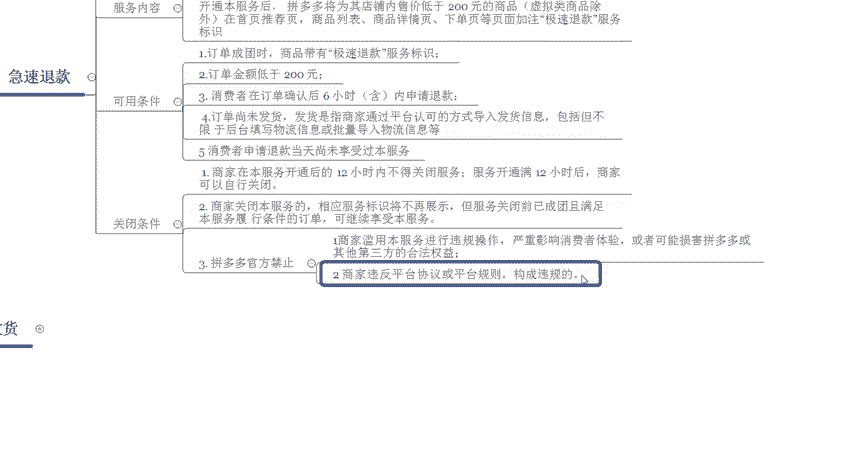 服务内容
开通本服务后, 拼多多将为其店铺内售价低于 200 元的商品(虚拟类商品除
外)在首页推荐页, 商品列表、商品详情页、下单页等页面加注“极速退款”服务
标识
急速退款
可用条件
1.订单成团时, 商品带有“极速退款”服务标识;
2.订单金额低于 200 元;
3. 消费者在订单确认后 6 小时(含)内申请退款;
4.订单尚未发货, 发货是指商家通过平台认可的方式导入发货信息, 包括但不
限 于后台填写物流信息或批量导入物流信息等
5 消费者申请退款当天尚未享受过本服务
关闭条件
1. 商家在本服务开通后的 12 小时内不得关闭服务; 服务开通满 12 小时后, 商家
可以自行关闭。
2. 商家关闭本服务的, 相应服务标识将不再展示, 但服务关闭前已成团且满足
本服务履 行条件的订单, 可继续享受本服务。
3. 拼多多官方禁止
1商家滥用本服务进行违规操作, 严重影响消费者体验, 或者可能损害拼多多或
其他第三方的合法权益;
2 商家违反平台协议或平台规则, 构成违规的。
货